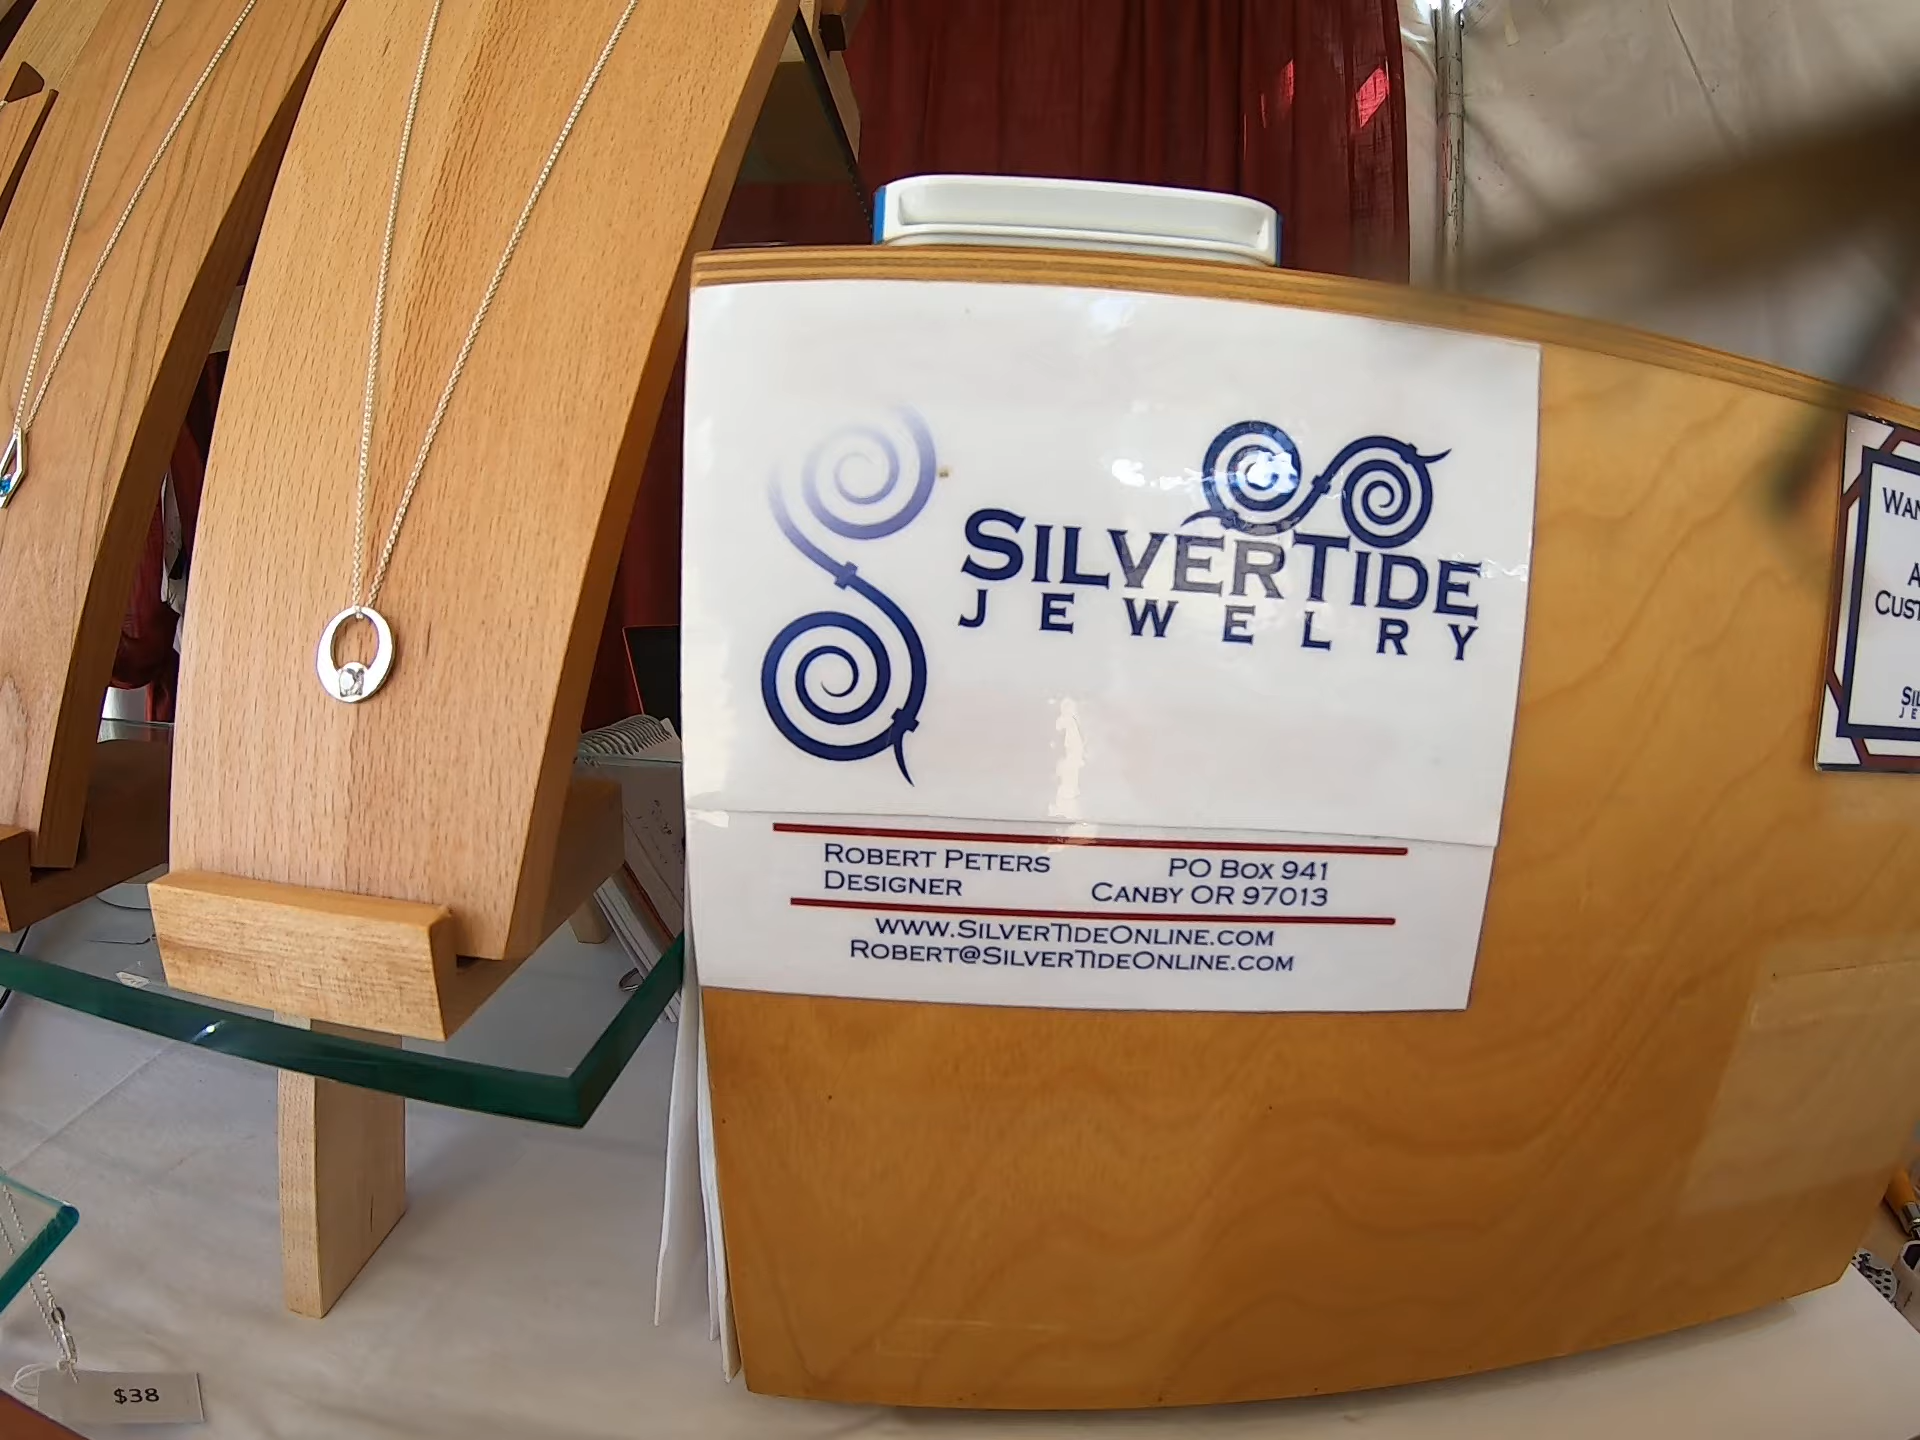 SILVERTIDE
JEWELRY
ROBERT PETERS
DESIGNER
PO BOX 941
CANBY OR 97013
WWW.SILVERTIDEONLINE.COM
ROBERT@SILVERTIDEONLINE.COM
$38